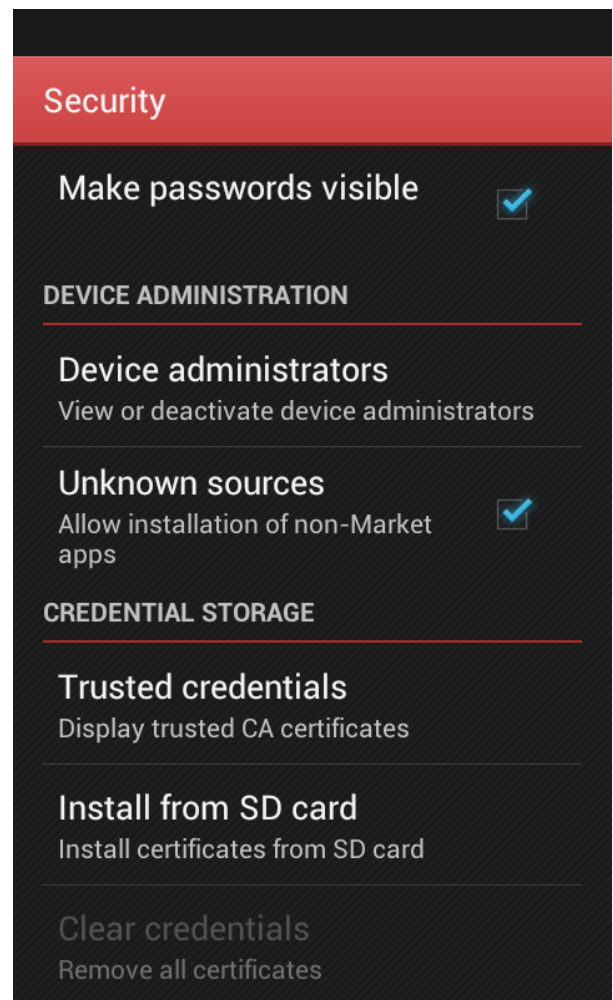 Security
Make passwords visible
DEVICE ADMINISTRATION
Device administrators
View or deactivate device administrators
Unknown sources
Allow installation of non-Market
apps
CREDENTIAL STORAGE
Trusted credentials
Display trusted CA certificates
Install from SD card
Install certificates from SD card
Clear credentials
Remove all certificates